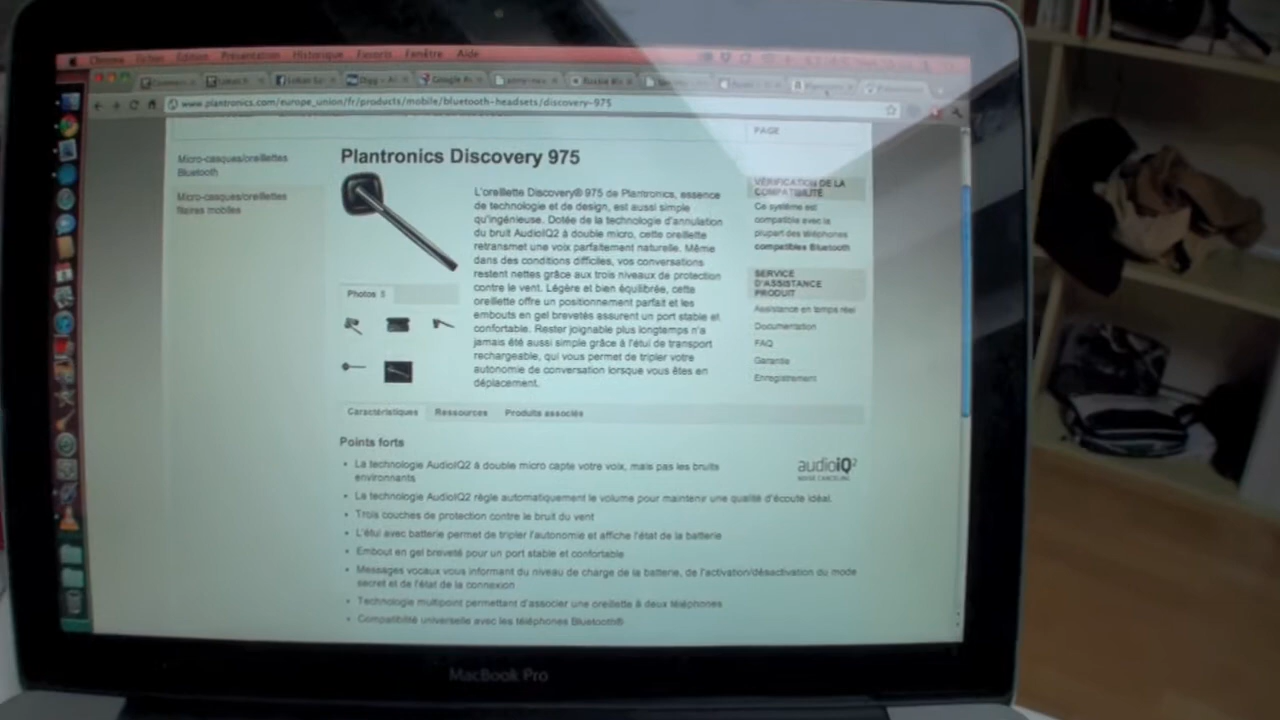 Chrome Fichier Édition Présentation Historique Favoris Fenêtre Aide
www.plantronics.com/europe_union/fr/products/mobile/bluetooth-headsets/discovery-975
PAGE
Micro-casques/oreillettes
Bluetooth
Micro-casques/oreillettes
filaires mobiles
Plantronics Discovery 975
L'oreillette Discovery® 975 de Plantronics, essence
de technologie et de design, est aussi simple
qu'ingénieuse. Dotée de la technologie d'annulation
du bruit AudioIQ2 à double micro, cette oreillette
retransmet une voix parfaitement naturelle. Même
dans des conditions difficiles, vos conversations
restent nettes grâce aux trois niveaux de protection
contre le vent. Légère et bien équilibrée, cette
oreillette offre un positionnement parfait et les
embouts en gel brevetés assurent un port stable et
confortable. Rester joignable plus longtemps n'a
jamais été aussi simple grâce à l'étui de transport
rechargeable, qui vous permet de tripler votre
autonomie de conversation lorsque vous êtes en
déplacement.
Photos
VÉRIFICATION DE LA
COMPATIBILITÉ
Ce système est
compatible avec la
plupart des téléphones
compatibles Bluetooth
SERVICE
D'ASSISTANCE
PRODUIT
Assistance en temps réel
Documentation
FAQ
Garantie
Enregistrement
Caractéristiques Ressources Produits associés
Points forts
• La technologie AudioIQ2 à double micro capte votre voix, mais pas les bruits
environnants
• La technologie AudioIQ2 règle automatiquement le volume pour maintenir une qualité d'écoute idéal.
• Trois couches de protection contre le bruit du vent
• L'étui avec batterie permet de tripler l'autonomie et affiche l'état de la batterie
• Embout en gel breveté pour un port stable et confortable
• Messages vocaux vous informant du niveau de charge de la batterie, de l'activation/désactivation du mode
secret et de l'état de la connexion
• Technologie multipoint permettant d'associer une oreillette à deux téléphones
• Compatibilité universelle avec les téléphones Bluetooth®
audioIQ²
NOISE CANCELING
MacBook Pro